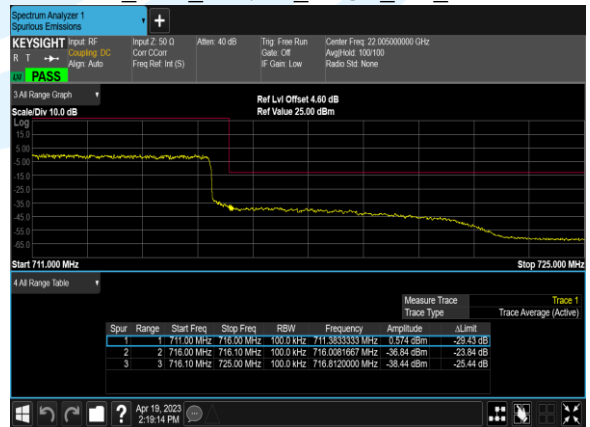 Spectrum Analyzer 1
Spurious Emissions
KEYSIGHT Input: RF Input Z: 50 Ω Atten: 40 dB Trig: Free Run Center Freq: 22.005000000 GHz
R T Coupling: DC Corr CCorr Gate: Off Avg|Hold: 100/100
Align: Auto Freq Ref: Int (S) IF Gain: Low Radio Std: None
LW PASS
3 All Range Graph
Ref Lvl Offset 4.60 dB
Scale/Div 10.0 dB Ref Value 25.00 dBm
Log
15.0
5.00
-5.00
-15.0
-25.0
-35.0
-45.0
-55.0
-65.0
Start 711.000 MHz Stop 725.000 MHz
4 All Range Table
Measure Trace Trace 1
Trace Type Trace Average (Active)
Spur Range Start Freq Stop Freq RBW Frequency Amplitude ΔLimit
1 1 711.00 MHz 716.00 MHz 100.0 kHz 711.3833333 MHz 0.574 dBm -29.43 dB
2 2 716.00 MHz 716.10 MHz 100.0 kHz 716.0081667 MHz -36.84 dBm -23.84 dB
3 3 716.10 MHz 725.00 MHz 100.0 kHz 716.8120000 MHz -38.44 dBm -25.44 dB
? Apr 19, 2023
2:19:14 PM